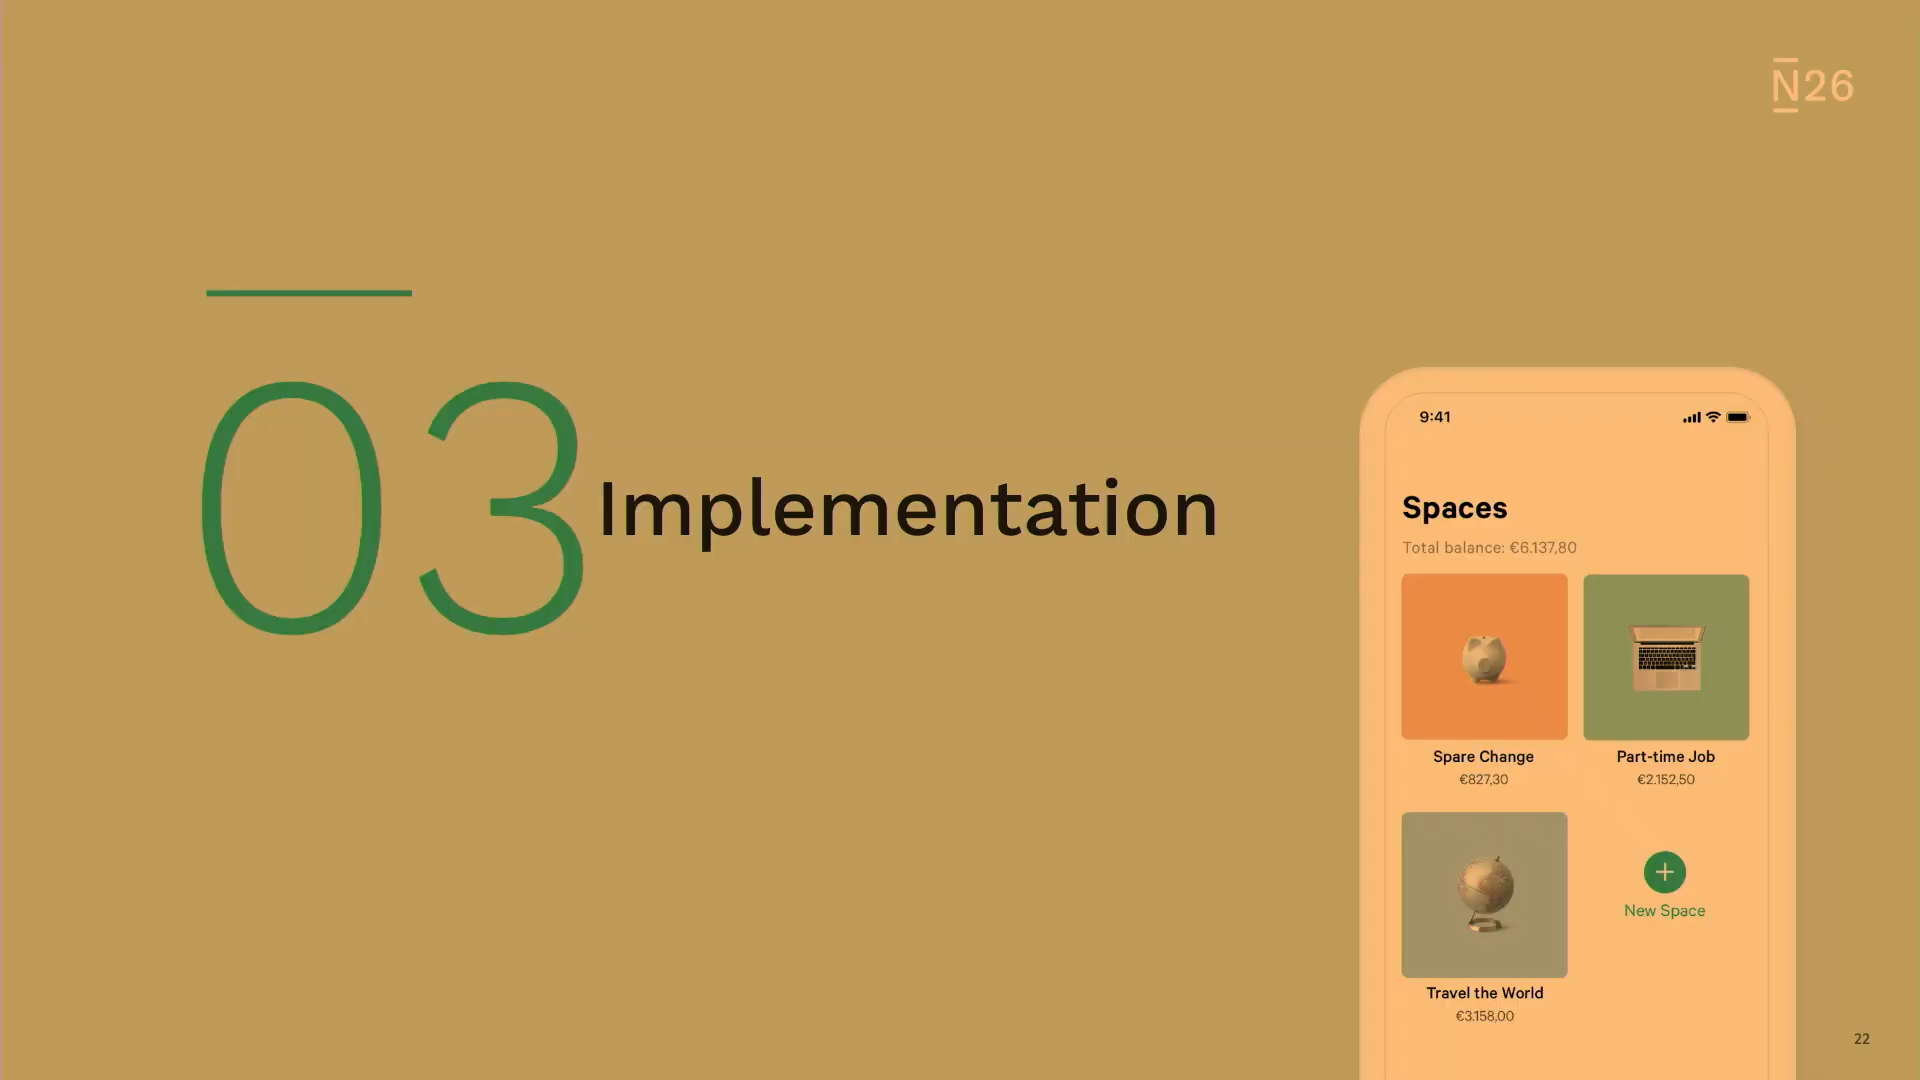 N26
03
Implementation
9:41
Spaces
Total balance: €6.137,80
Spare Change
€827,30
Part-time Job
€2.152,50
Travel the World
€3.158,00
New Space
22